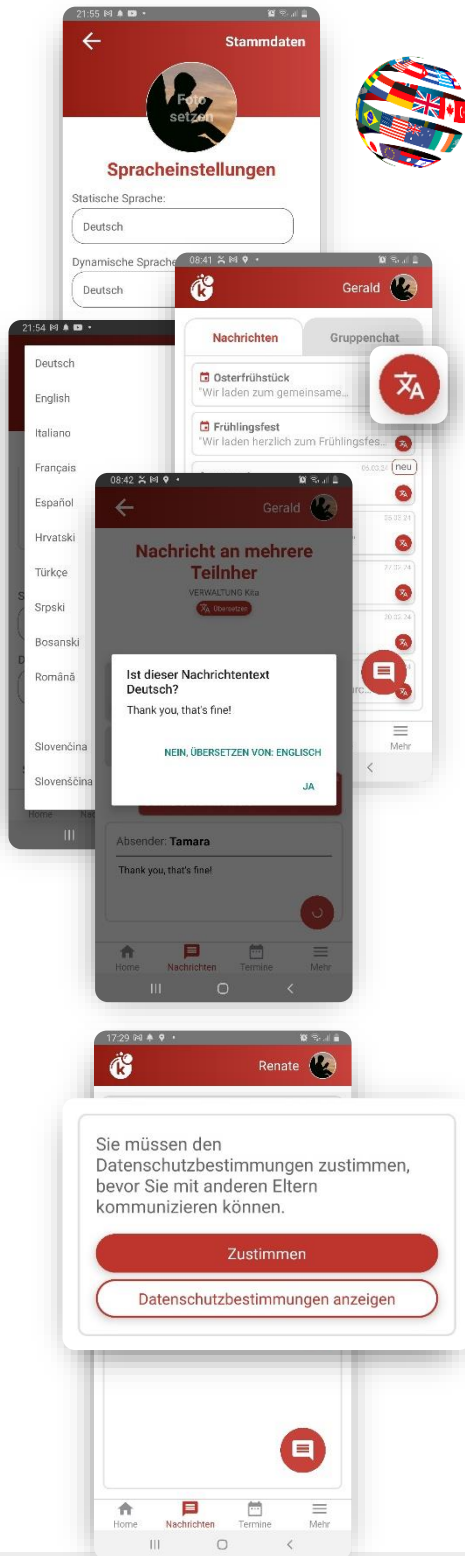 21:55
Stammdaten
Foto
setzen
Spracheinstellungen
Statische Sprache:
Deutsch
Dynamische Sprache
Deutsch
08:41
Gerald
Nachrichten
Gruppenchat
Osterfrühstück
"Wir laden zum gemeinsame...
Frühlingsfest
"Wir laden herzlich zum Frühlingsfes...
neu
Mehr
21:54
Deutsch
English
Italiano
Français
Español
Hrvatski
Türkçe
Srpski
Bosanski
Română
Slovenčina
Slovenščina
Home
08:42
Gerald
Nachricht an mehrere
Teilnher
VERWALTUNG Kita
Übersetzen
Ist dieser Nachrichtentext
Deutsch?
Thank you, that's fine!
NEIN, ÜBERSETZEN VON: ENGLISCH
JA
Absender: Tamara
Thank you, that's fine!
Home
Nachrichten
Termine
Mehr
17:29
Renate
Sie müssen den
Datenschutzbestimmungen zustimmen,
bevor Sie mit anderen Eltern
kommunizieren können.
Zustimmen
Datenschutzbestimmungen anzeigen
Home
Nachrichten
Termine
Mehr